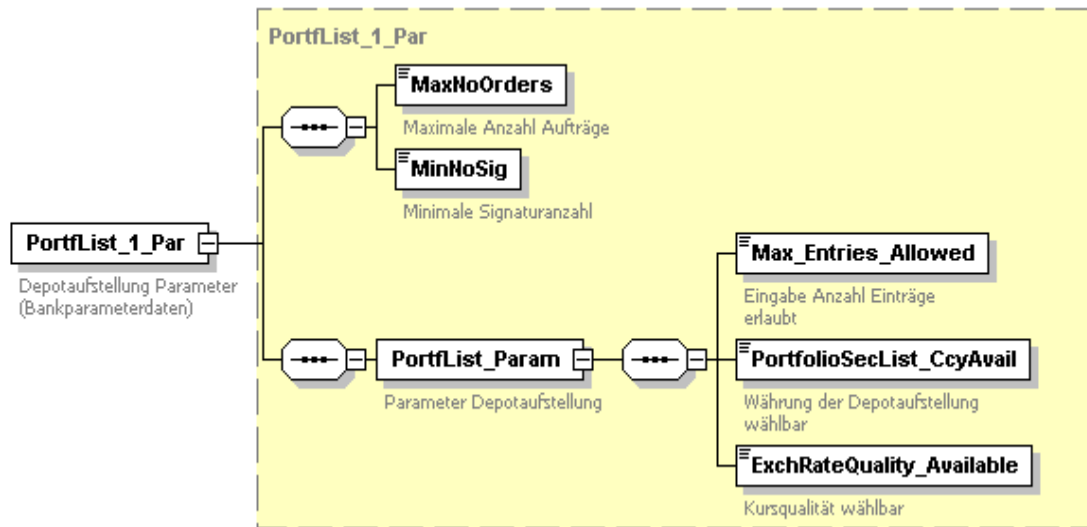 PortfList_1_Par
MaxNoOrders
Maximale Anzahl Aufträge
MinNoSig
Minimale Signaturanzahl
PortfList_1_Par
Depotaufstellung Parameter
(Bankparameterdaten)
Max_Entries_Allowed
Eingabe Anzahl Einträge
erlaubt
PortfList_Param
Parameter Depotaufstellung
PortfolioSecList_CcyAvail
Währung der Depotaufstellung
wählbar
ExchRateQuality_Available
Kursqualität wählbar